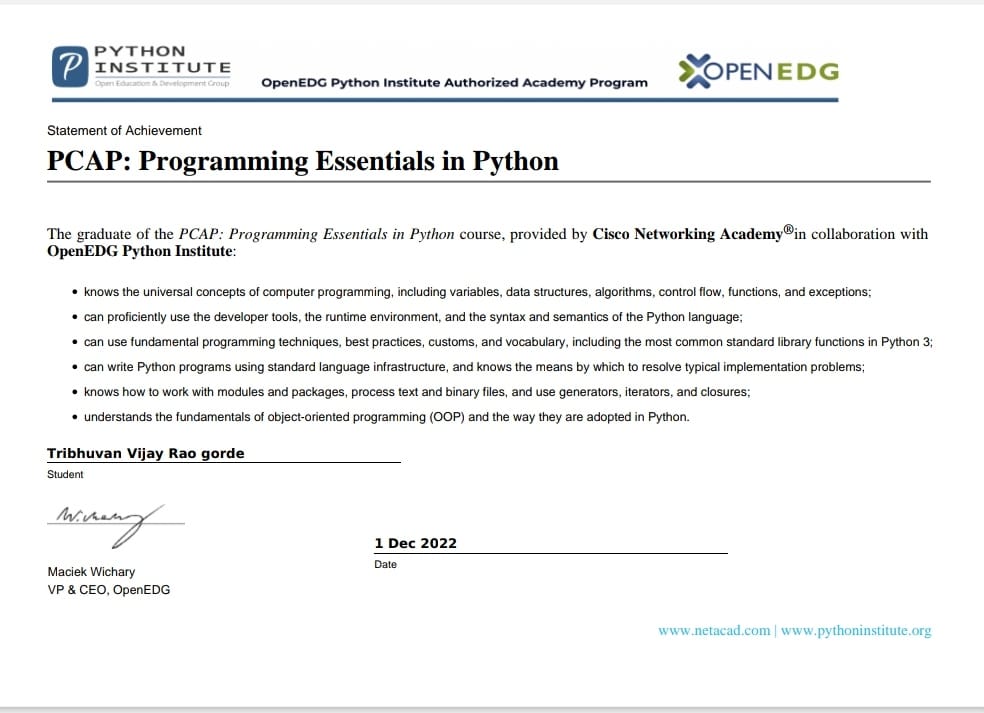 PYTHON
INSTITUTE
Open Education & Development Group
OpenEDG Python Institute Authorized Academy Program
OPENEDG
Statement of Achievement
PCAP: Programming Essentials in Python
The graduate of the PCAP: Programming Essentials in Python course, provided by Cisco Networking Academy®in collaboration with
OpenEDG Python Institute:
• knows the universal concepts of computer programming, including variables, data structures, algorithms, control flow, functions, and exceptions;
• can proficiently use the developer tools, the runtime environment, and the syntax and semantics of the Python language;
• can use fundamental programming techniques, best practices, customs, and vocabulary, including the most common standard library functions in Python 3;
• can write Python programs using standard language infrastructure, and knows the means by which to resolve typical implementation problems;
• knows how to work with modules and packages, process text and binary files, and use generators, iterators, and closures;
• understands the fundamentals of object-oriented programming (OOP) and the way they are adopted in Python.
Tribhuvan Vijay Rao gorde
Student
1 Dec 2022
Date
Maciek Wichary
VP & CEO, OpenEDG
www.netacad.com | www.pythoninstitute.org